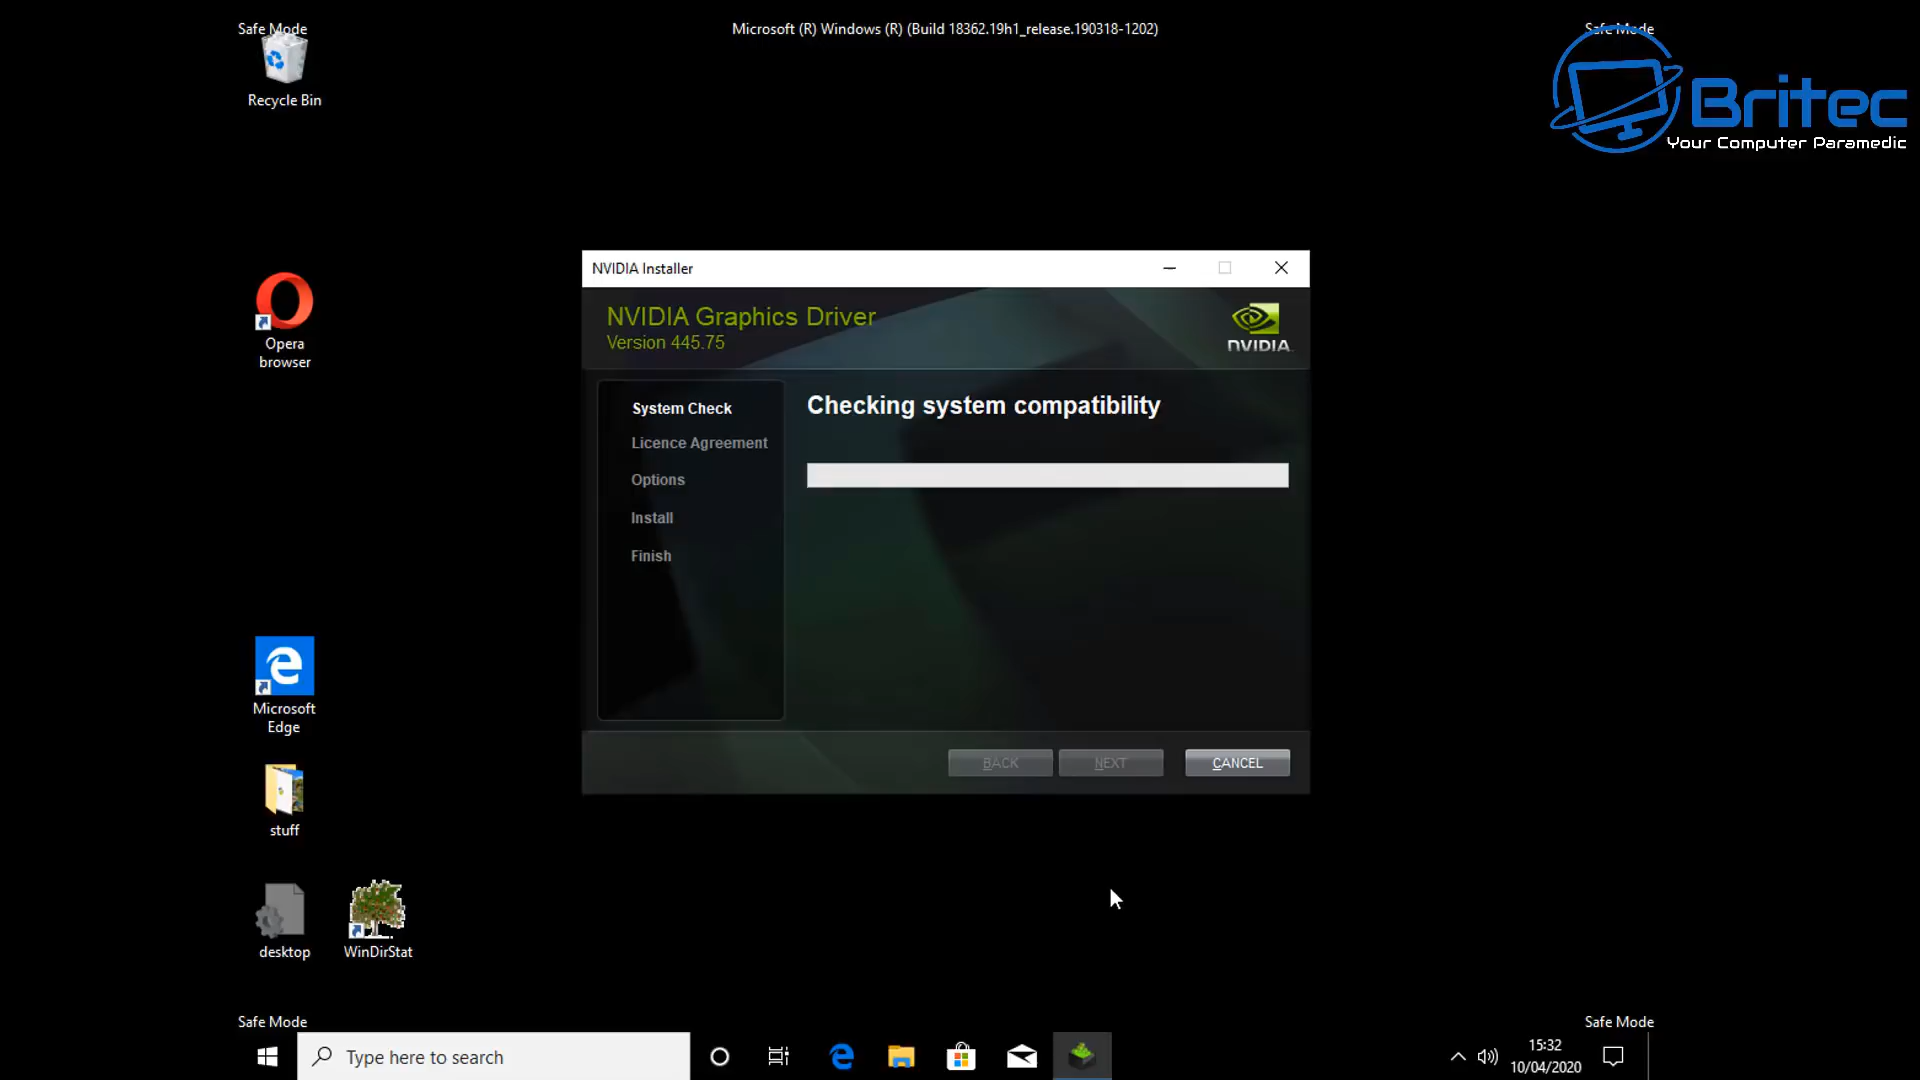 Safe Mode
Microsoft (R) Windows (R) (Build 18362.19h1_release.190318-1202)
Safe Mode
Britec
Your Computer Paramedic
Recycle Bin
NVIDIA Installer
NVIDIA Graphics Driver
Version 445.75
NVIDIA.
Opera
browser
System Check
Checking system compatibility
Licence Agreement
Options
Install
Finish
Microsoft
Edge
BACK
NEXT
CANCEL
stuff
desktop
WinDirStat
Safe Mode
Safe Mode
Type here to search
15:32
10/04/2020